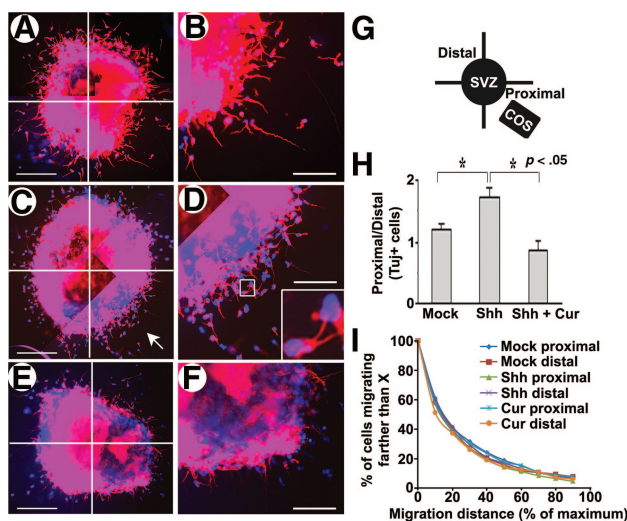 A
B
C
D
E
F
G
Distal
SVZ
Proximal
COS
H
* * p < .05
Proximal/Distal
(Tuj+ cells)
2
1
0
Mock Shh Shh + Cur
I
% of cells migrating
farther than X
100
80
60
40
20
0
Mock proximal
Mock distal
Shh proximal
Shh distal
Cur proximal
Cur distal
0 20 40 60 80 100
Migration distance (% of maximum)